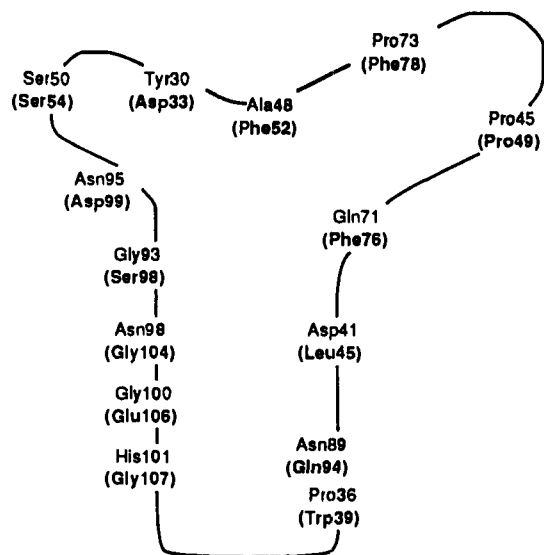 Pro73
(Phe78)
Ser50
(Ser54)
Tyr30
(Asp33)
Ala48
(Phe52)
Pro45
(Pro49)
Asn95
(Asp99)
Gln71
(Phe76)
Gly93
(Ser98)
Asn98
(Gly104)
Asp41
(Leu45)
Gly100
(Glu106)
Asn89
(Gln94)
His101
(Gly107)
Pro36
(Trp39)